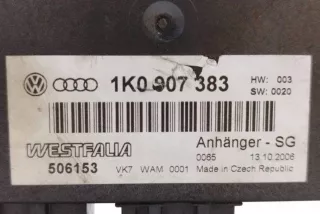 1K0 907 383
HW: 003
SW: 0020
WESTFALIA
506153
VK7 WAM 0001
Anhänger - SG
0065 13.10.2006
Made in Czech Republic